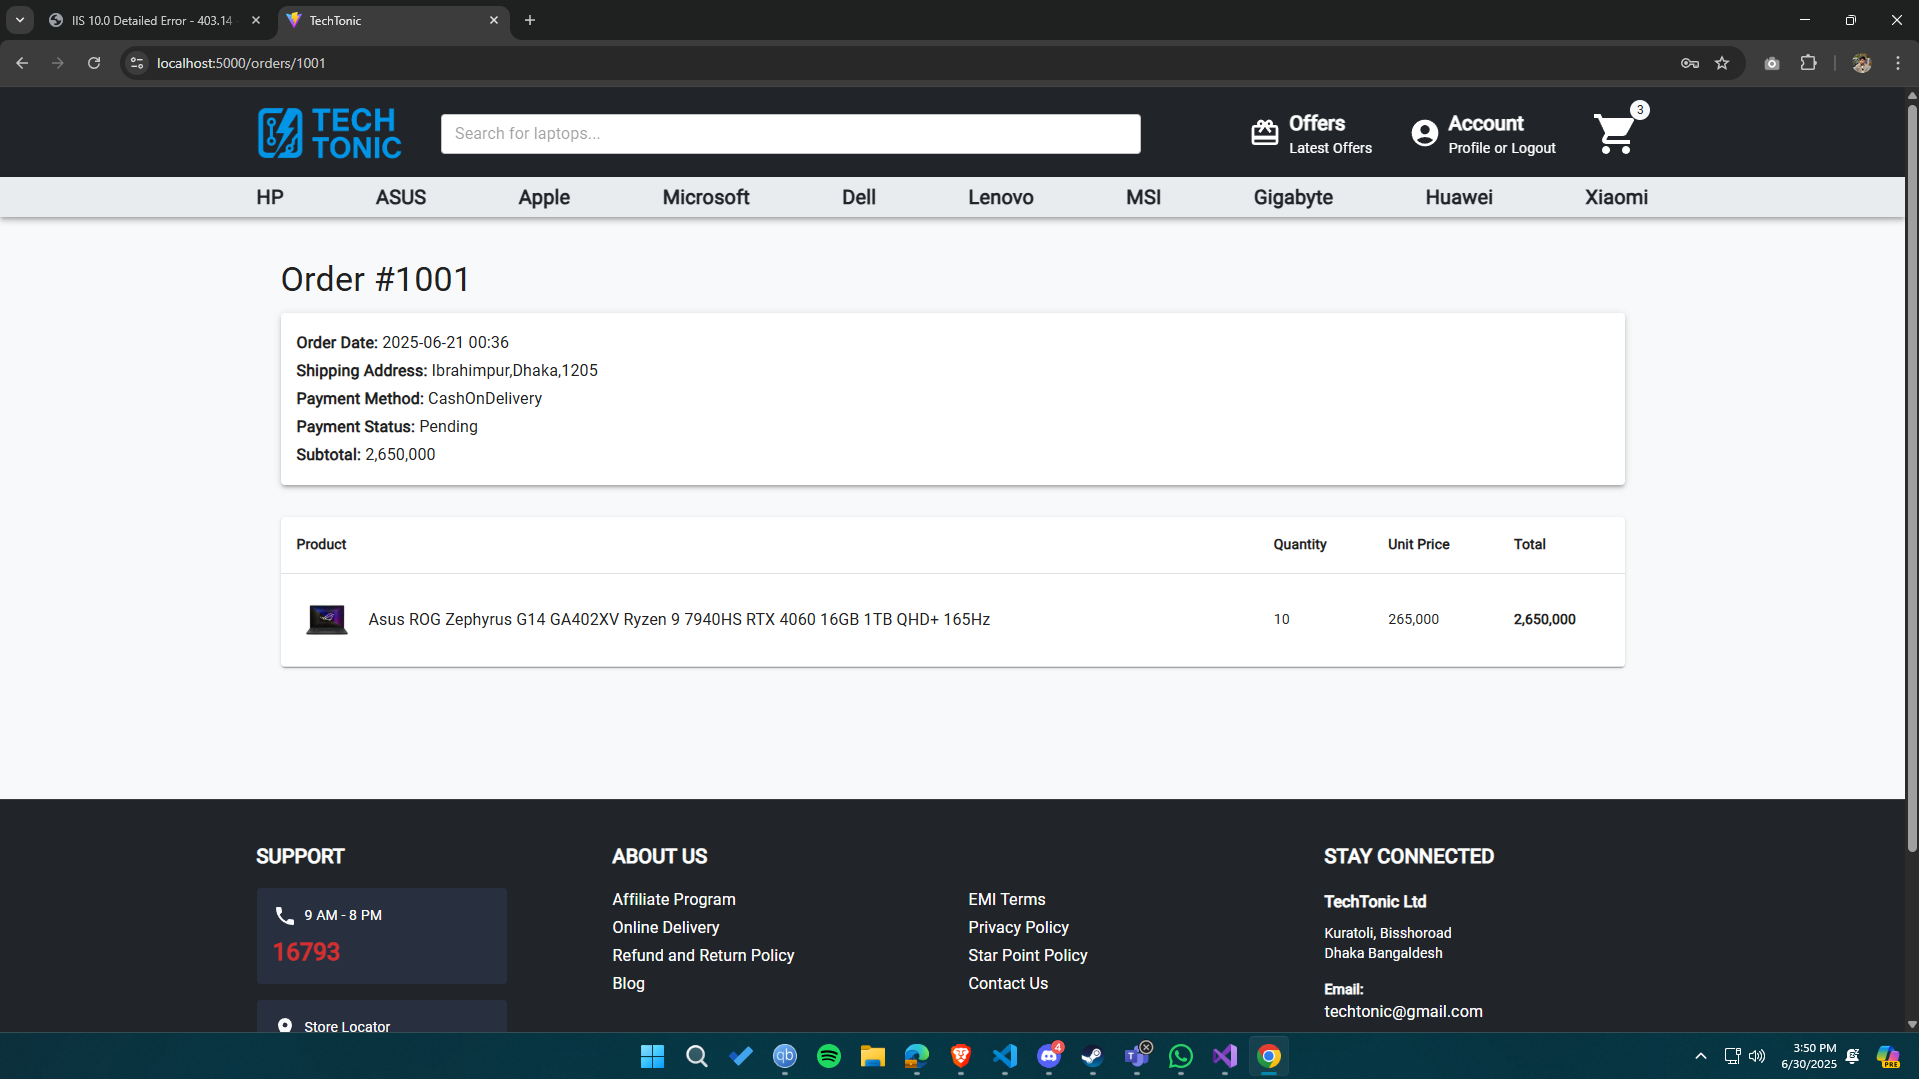 IIS 10.0 Detailed Error - 403.14
TechTonic
localhost:5000/orders/1001
TECH
TONIC
Search for laptops...
Offers
Latest Offers
Account
Profile or Logout
3
HP ASUS Apple Microsoft Dell Lenovo MSI Gigabyte Huawei Xiaomi
Order #1001
Order Date: 2025-06-21 00:36
Shipping Address: Ibrahimpur,Dhaka,1205
Payment Method: CashOnDelivery
Payment Status: Pending
Subtotal: 2,650,000
Product Quantity Unit Price Total
Asus ROG Zephyrus G14 GA402XV Ryzen 9 7940HS RTX 4060 16GB 1TB QHD+ 165Hz 10 265,000 2,650,000
SUPPORT
9 AM - 8 PM
16793
Store Locator
ABOUT US
Affiliate Program
Online Delivery
Refund and Return Policy
Blog
EMI Terms
Privacy Policy
Star Point Policy
Contact Us
STAY CONNECTED
TechTonic Ltd
Kuratoli, Bisshoroad
Dhaka Bangaldesh
Email:
techtonic@gmail.com
qb
4
3:50 PM
6/30/2025
PRE